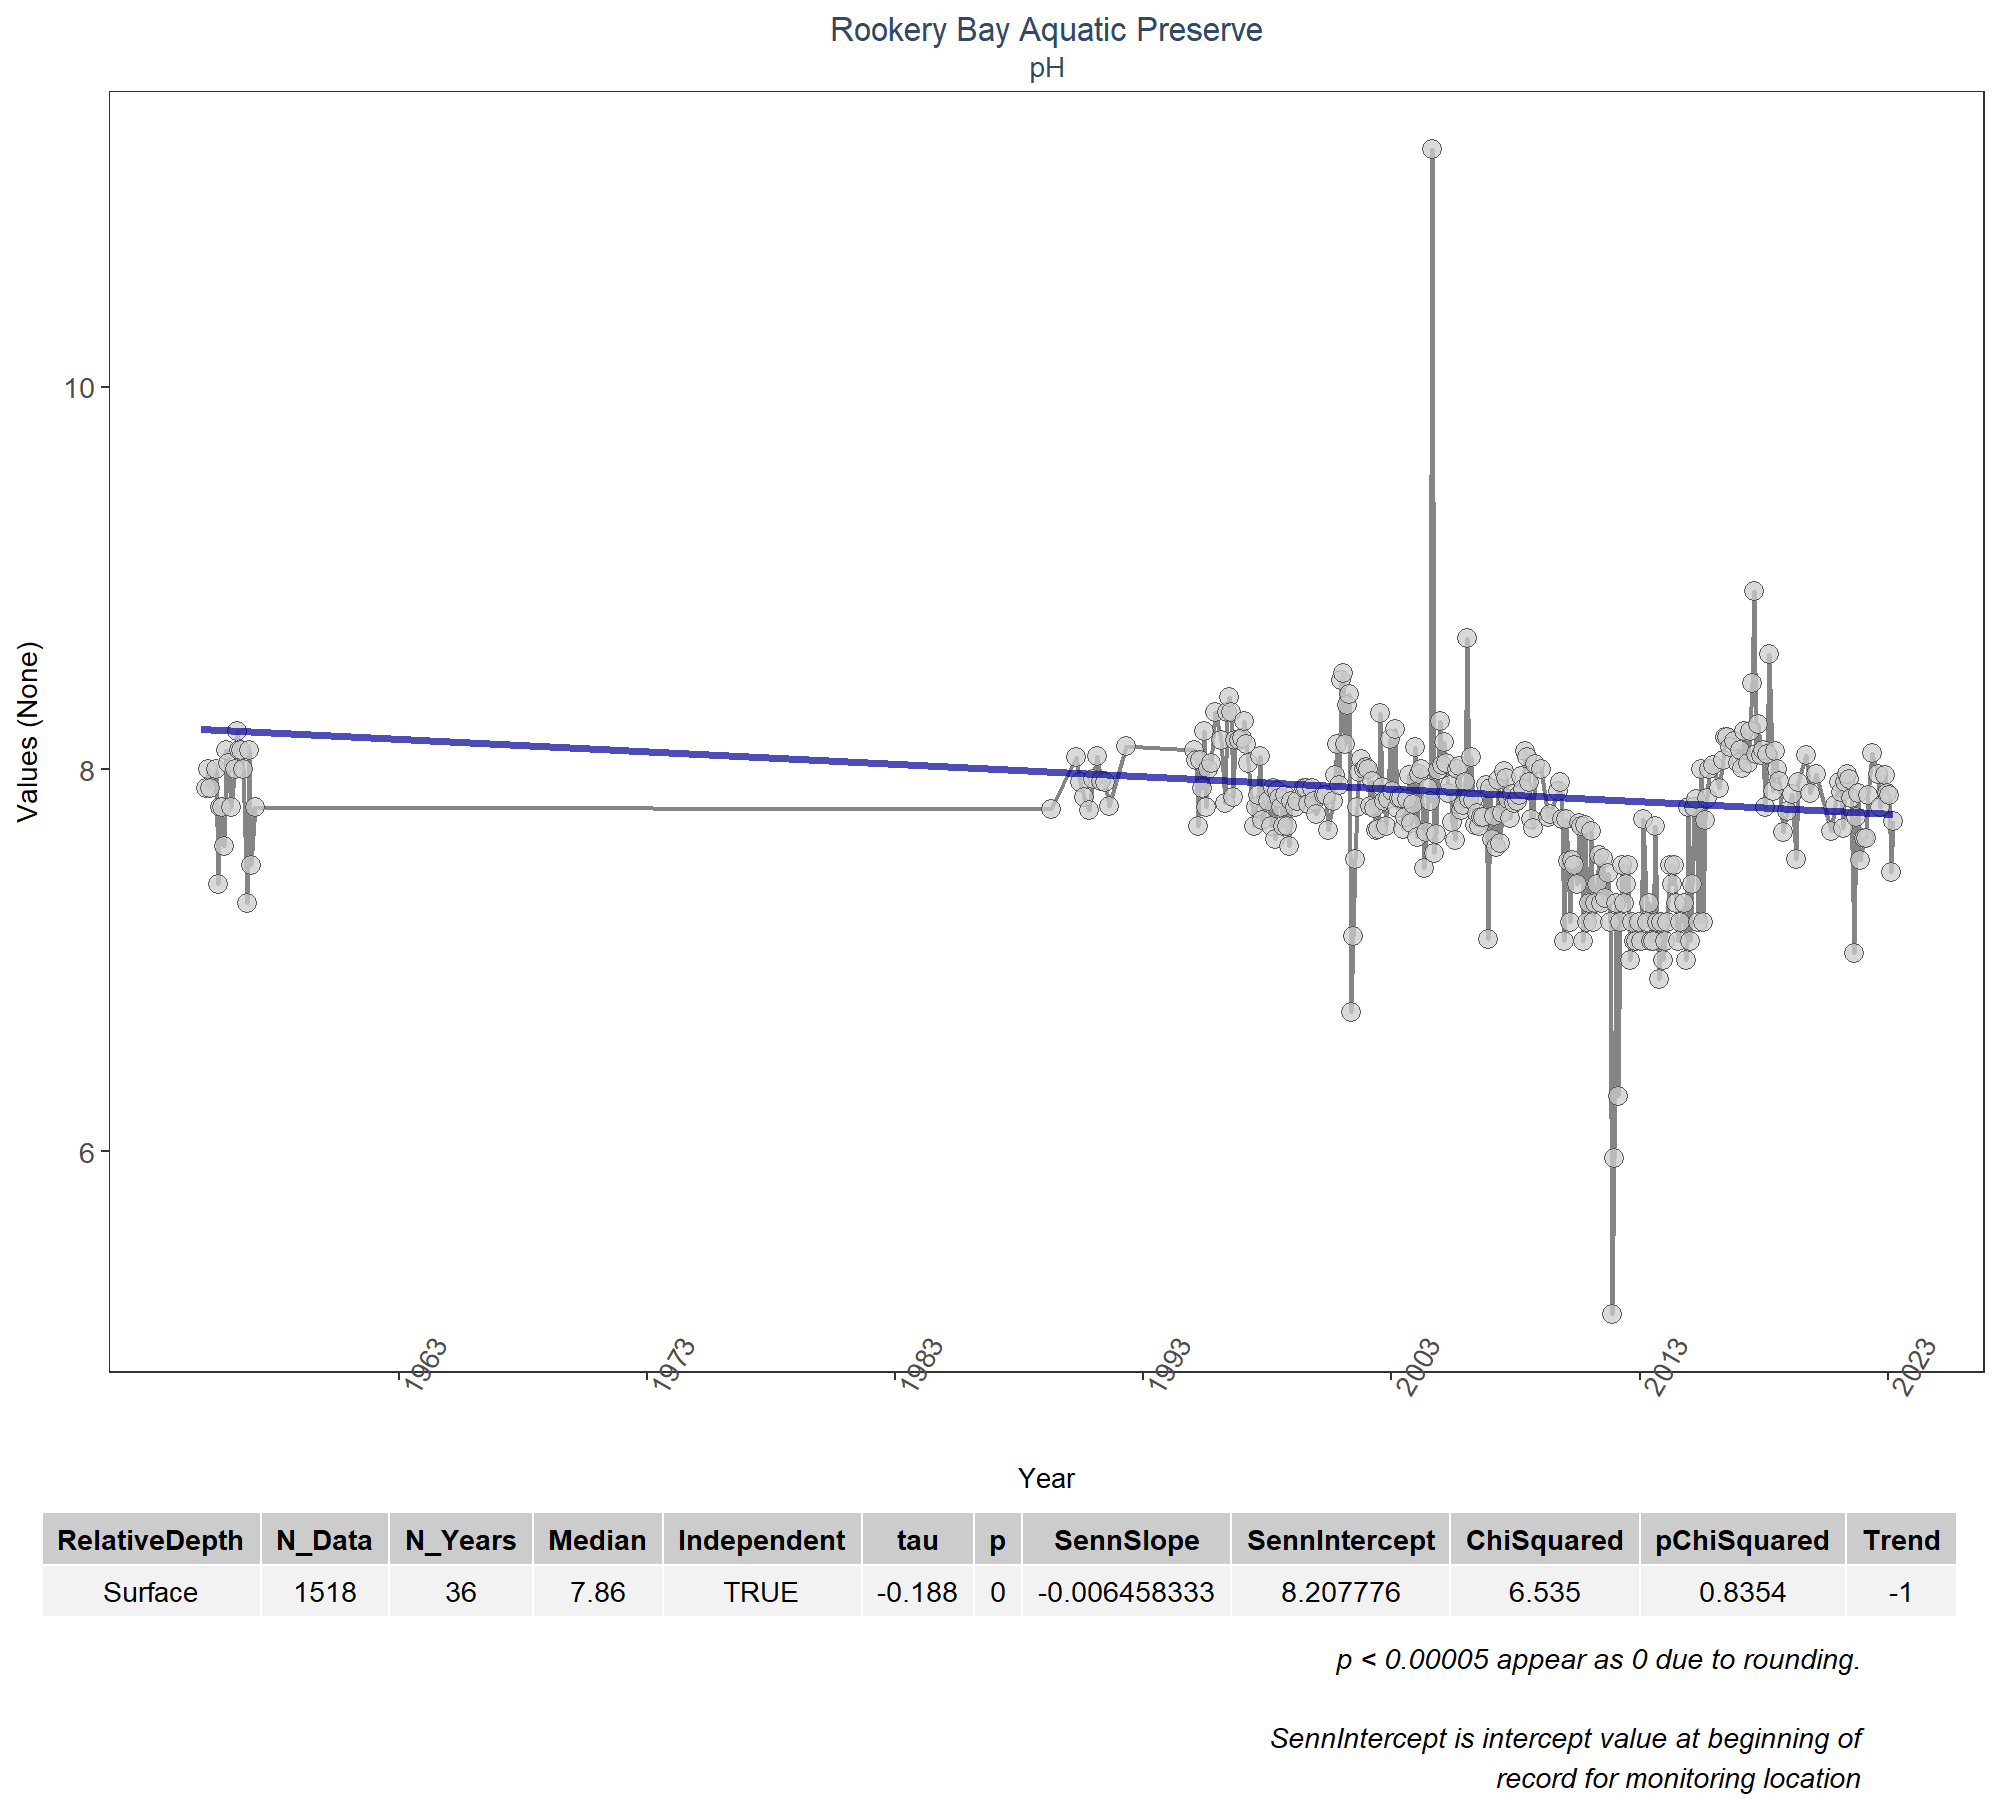 Rookery Bay Aquatic Preserve
pH
Values (None)
10
8
6
1963 1973 1983 1993 2003 2013 2023
Year
RelativeDepth N_Data N_Years Median Independent tau p SennSlope SennIntercept ChiSquared pChiSquared Trend
Surface 1518 36 7.86 TRUE -0.188 0 -0.006458333 8.207776 6.535 0.8354 -1
p < 0.00005 appear as 0 due to rounding.
SennIntercept is intercept value at beginning of
record for monitoring location